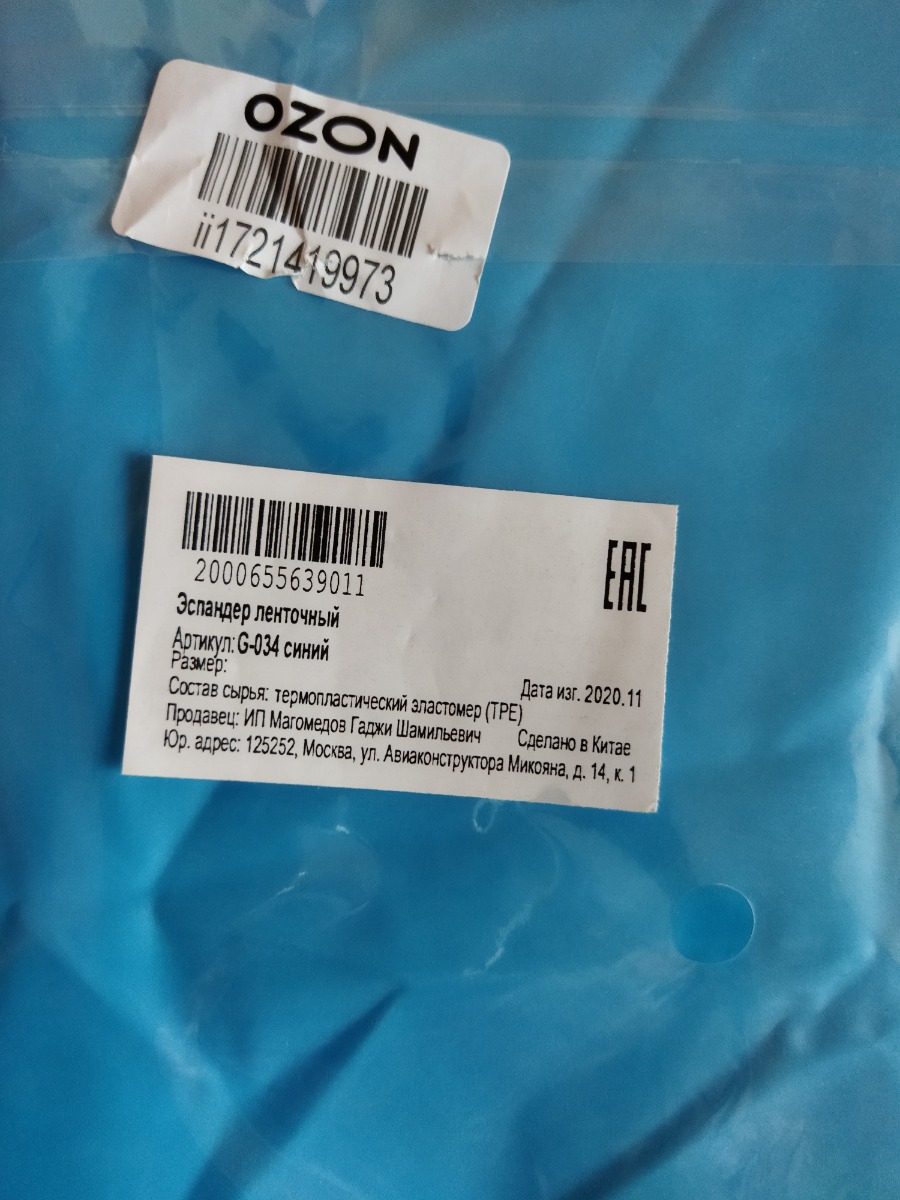 OZON
ii1721419973
2000655639011
EAC
Эспандер ленточный
Артикул: G-034 синий
Размер:
Дата изг. 2020.11
Состав сырья: термопластический эластомер (TPE)
Продавец: ИП Магомедов Гаджи Шамильевич
Сделано в Китае
Юр. адрес: 125252, Москва, ул. Авиаконструктора Микояна, д. 14, к. 1